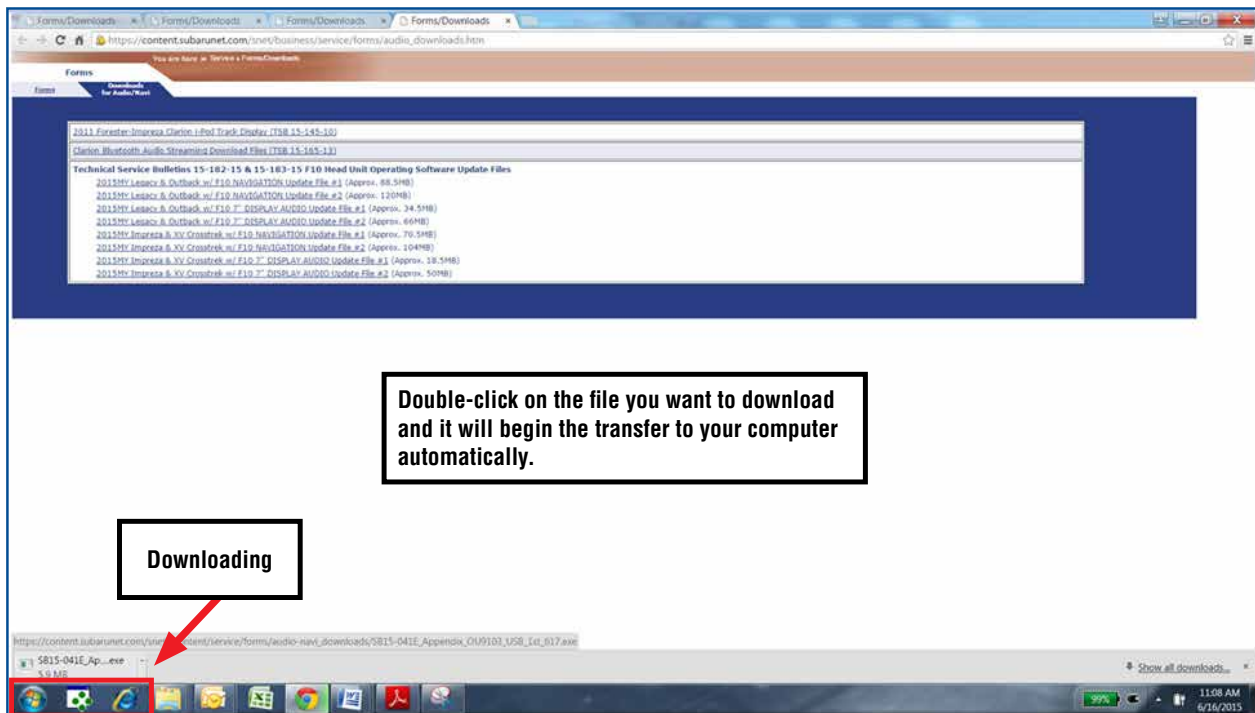 Forms/Downloads
Forms/Downloads
Forms/Downloads
Forms/Downloads
https://content.subarunet.com/snet/business/service/forms/audio_downloads.htm
You are here » Service » Forms/Downloads
Forms
Forms
Downloads
for Audio/Navi
2011 Forester-Impreza Clarion i-Pod Track Display (TSB 15-145-10)
Clarion Bluetooth Audio Streaming Download Files (TSB 15-165-13)
Technical Service Bulletins 15-182-15 & 15-183-15 F10 Head Unit Operating Software Update Files
2015MY Legacy & Outback w/ F10 NAVIGATION Update File #1 (Approx. 68.5MB)
2015MY Legacy & Outback w/ F10 NAVIGATION Update File #2 (Approx. 120MB)
2015MY Legacy & Outback w/ F10 7" DISPLAY AUDIO Update File #1 (Approx. 34.5MB)
2015MY Legacy & Outback w/ F10 7" DISPLAY AUDIO Update File #2 (Approx. 66MB)
2015MY Impreza & XV Crosstrek w/ F10 NAVIGATION Update File #1 (Approx. 70.5MB)
2015MY Impreza & XV Crosstrek w/ F10 NAVIGATION Update File #2 (Approx. 104MB)
2015MY Impreza & XV Crosstrek w/ F10 7" DISPLAY AUDIO Update File #1 (Approx. 18.5MB)
2015MY Impreza & XV Crosstrek w/ F10 7" DISPLAY AUDIO Update File #2 (Approx. 50MB)
Double-click on the file you want to download
and it will begin the transfer to your computer
automatically.
Downloading
SB15-041E_Ap...exe
5.9 MB
Show all downloads...
99%
11:08 AM
6/16/2015